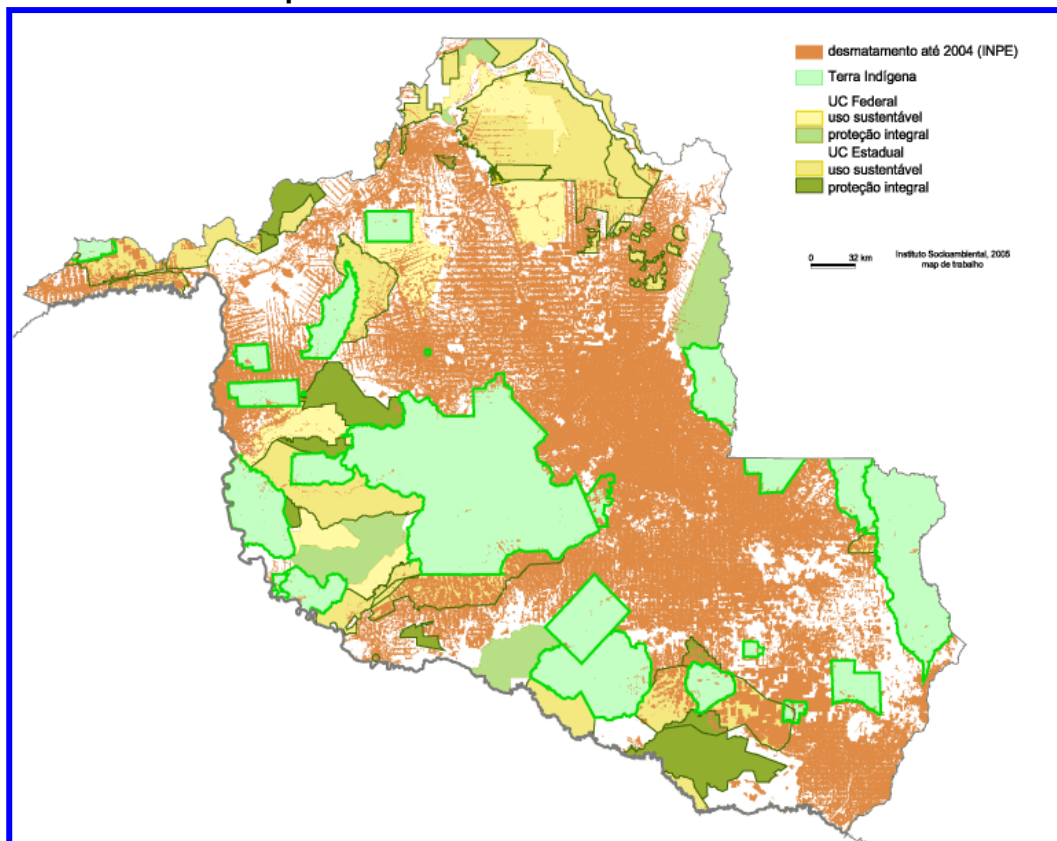 desmatamento até 2004 (INPE)
Terra Indígena
UC Federal
uso sustentável
proteção integral
UC Estadual
uso sustentável
proteção integral
0 32 km
Instituto Socioambiental, 2005
map de trabalho